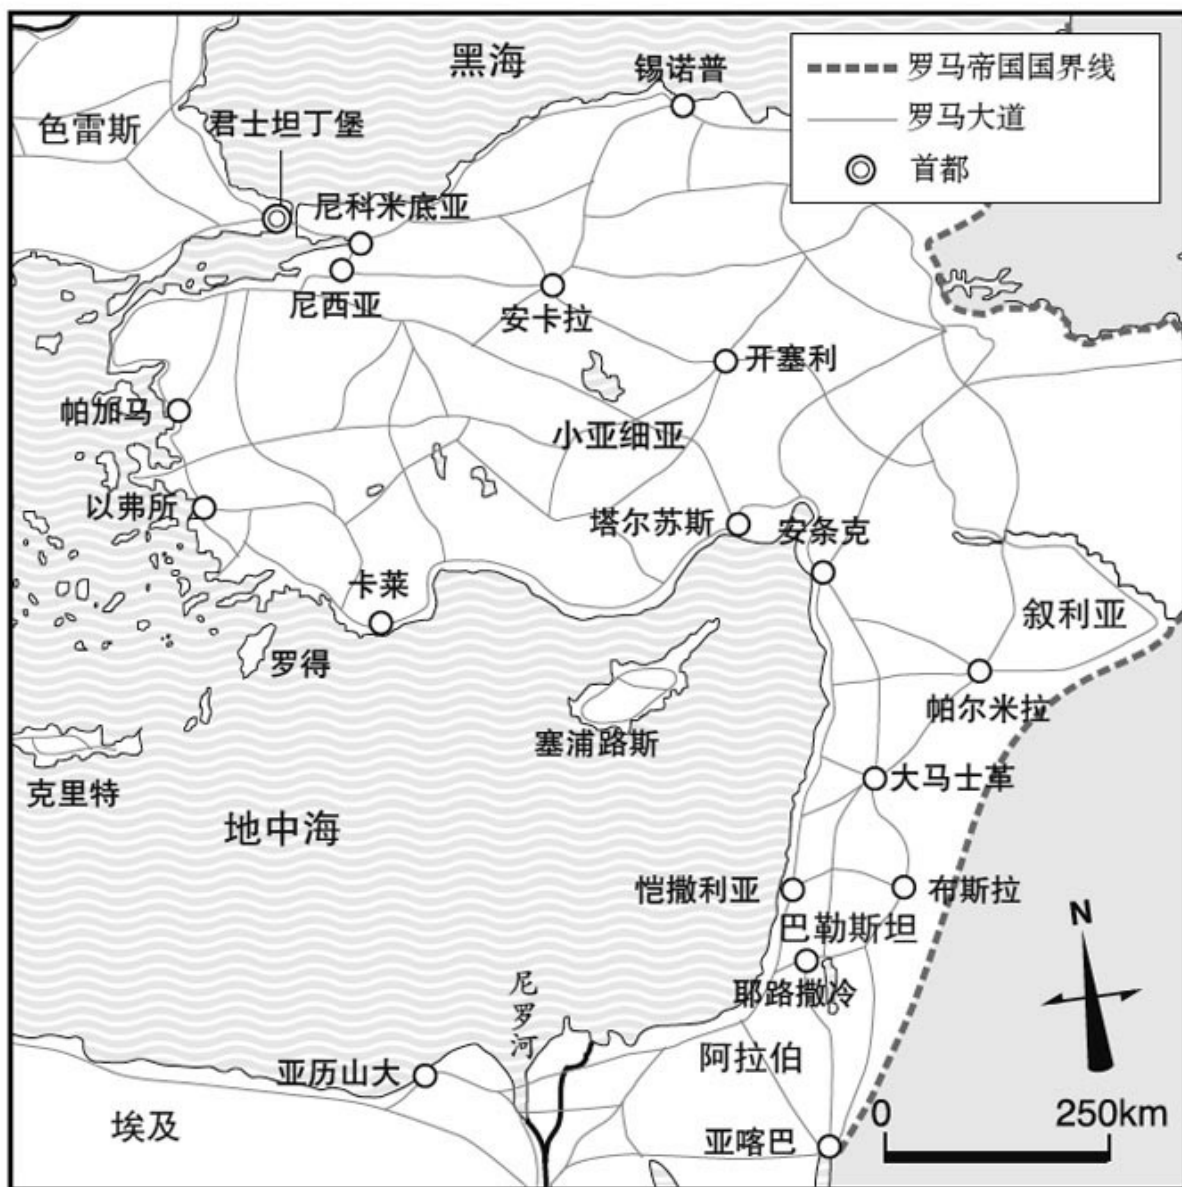 黑海
锡诺普
罗马帝国国界线
罗马大道
首都
色雷斯
君士坦丁堡
尼科米底亚
尼西亚
安卡拉
开塞利
帕加马
小亚细亚
以弗所
塔尔苏斯
安条克
卡莱
叙利亚
罗得
帕尔米拉
塞浦路斯
克里特
大马士革
地中海
恺撒利亚
布斯拉
巴勒斯坦
N
耶路撒冷
尼罗河
阿拉伯
亚历山大
埃及
亚喀巴
0 250km